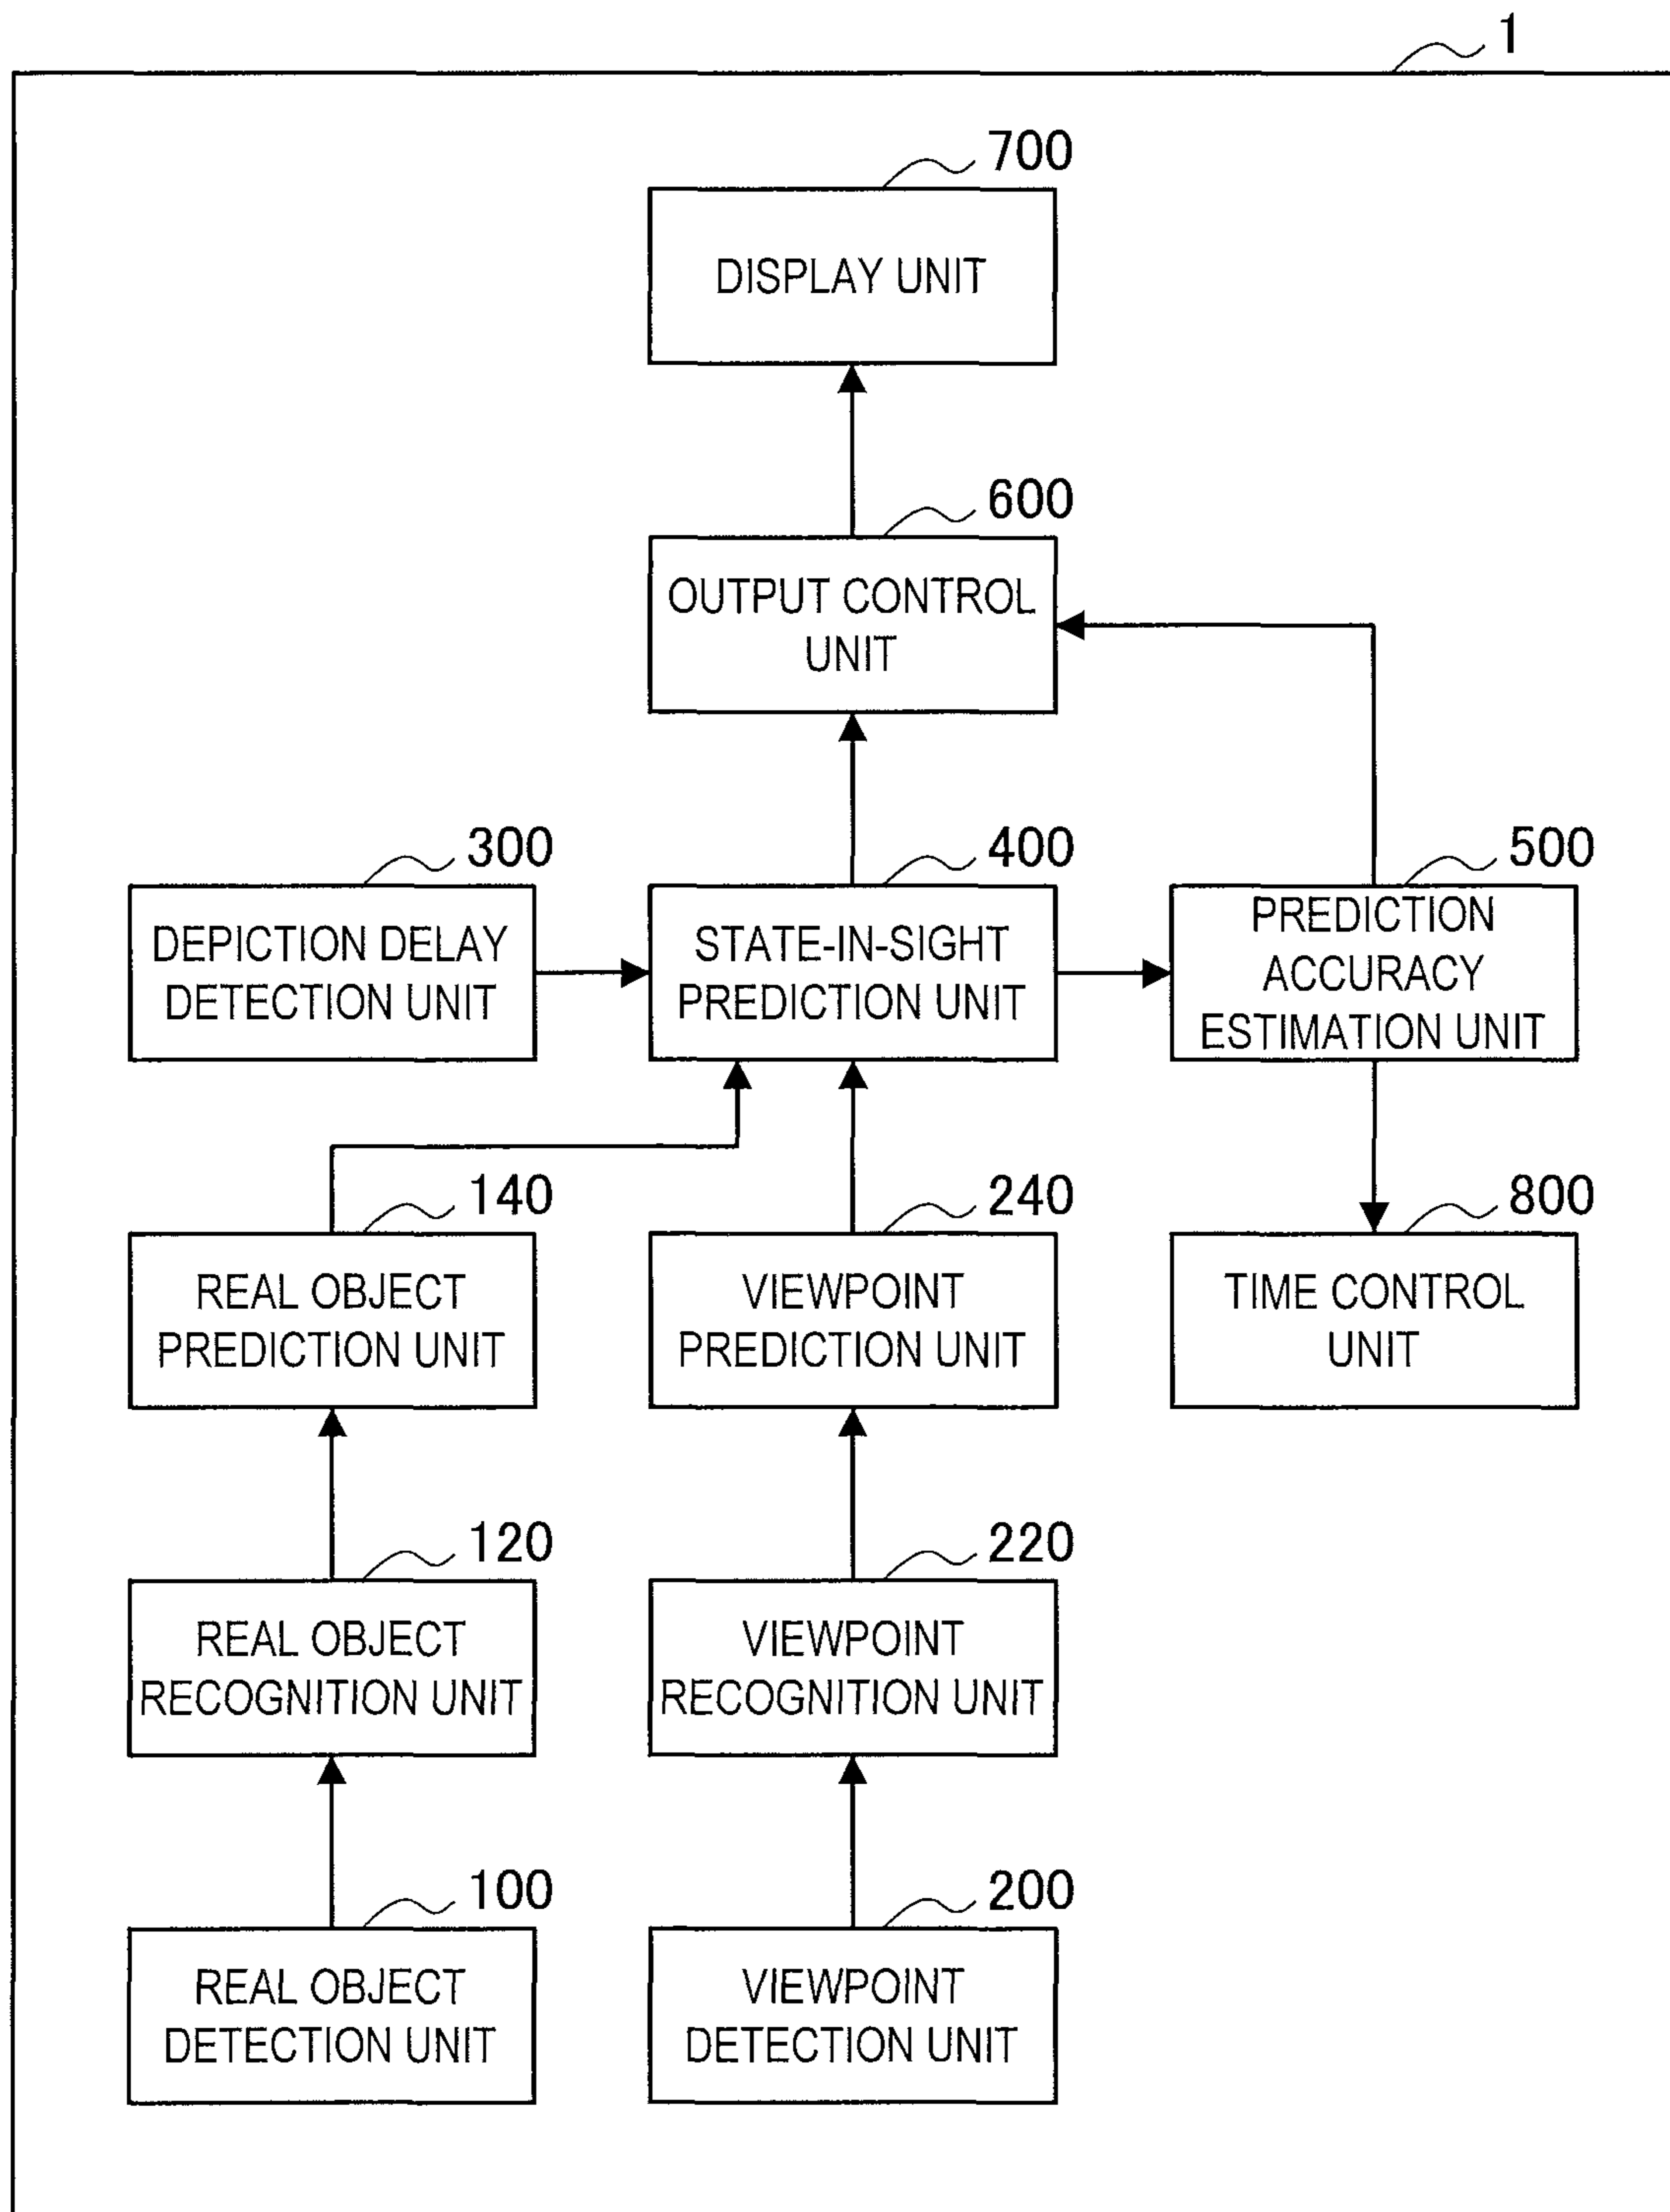 1
700
DISPLAY UNIT
600
OUTPUT CONTROL
UNIT
300
DEPICTION DELAY
DETECTION UNIT
400
STATE-IN-SIGHT
PREDICTION UNIT
500
PREDICTION
ACCURACY
ESTIMATION UNIT
140
REAL OBJECT
PREDICTION UNIT
240
VIEWPOINT
PREDICTION UNIT
800
TIME CONTROL
UNIT
120
REAL OBJECT
RECOGNITION UNIT
220
VIEWPOINT
RECOGNITION UNIT
100
REAL OBJECT
DETECTION UNIT
200
VIEWPOINT
DETECTION UNIT